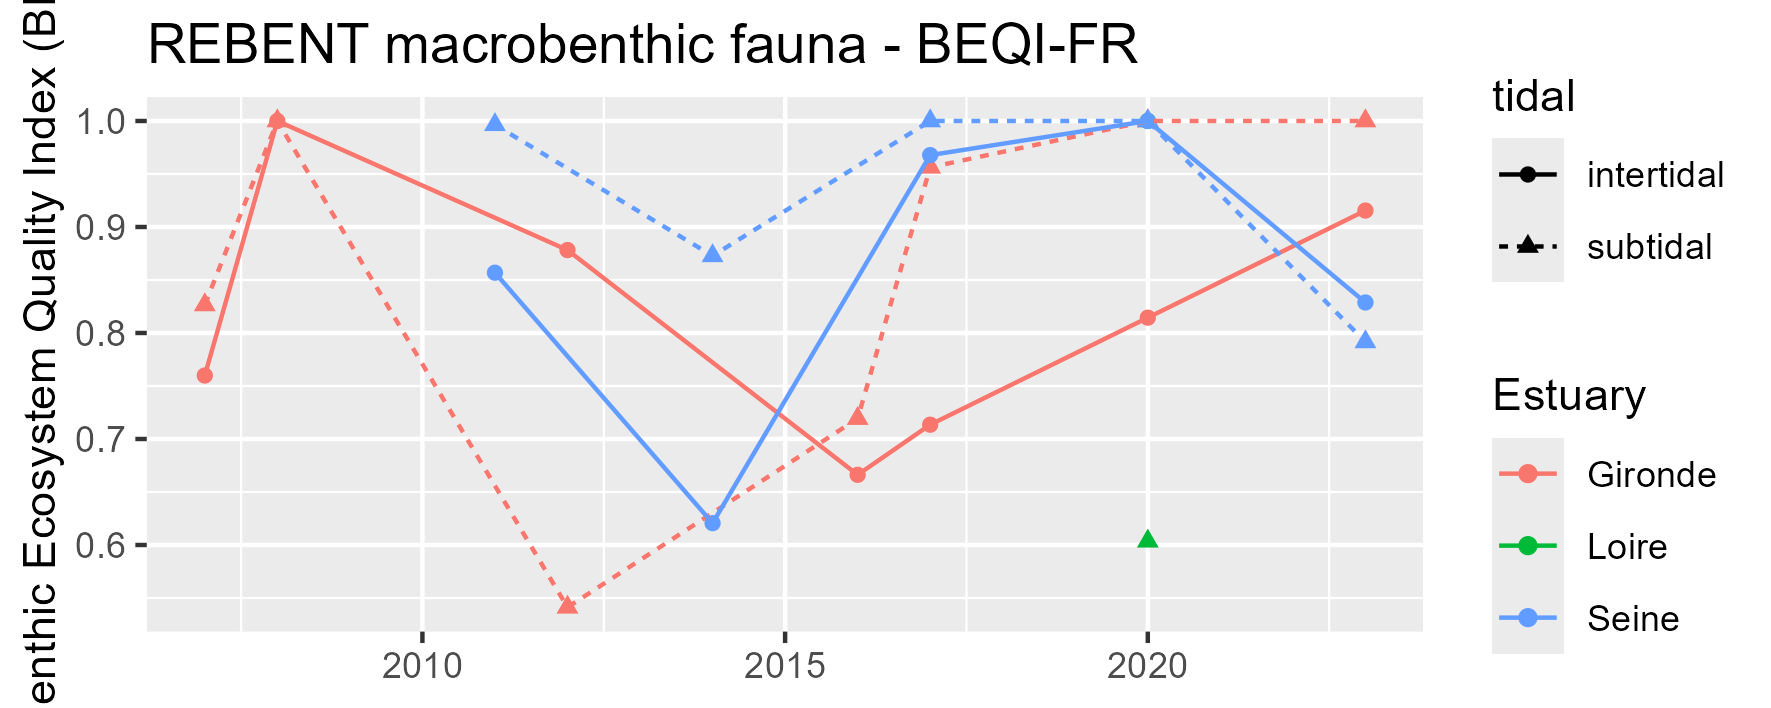 REBENT macrobenthic fauna - BEQI-FR
enthic Ecosystem Quality Index (B
1.0
0.9
0.8
0.7
0.6
2010
2015
2020
tidal
intertidal
subtidal
Estuary
Gironde
Loire
Seine